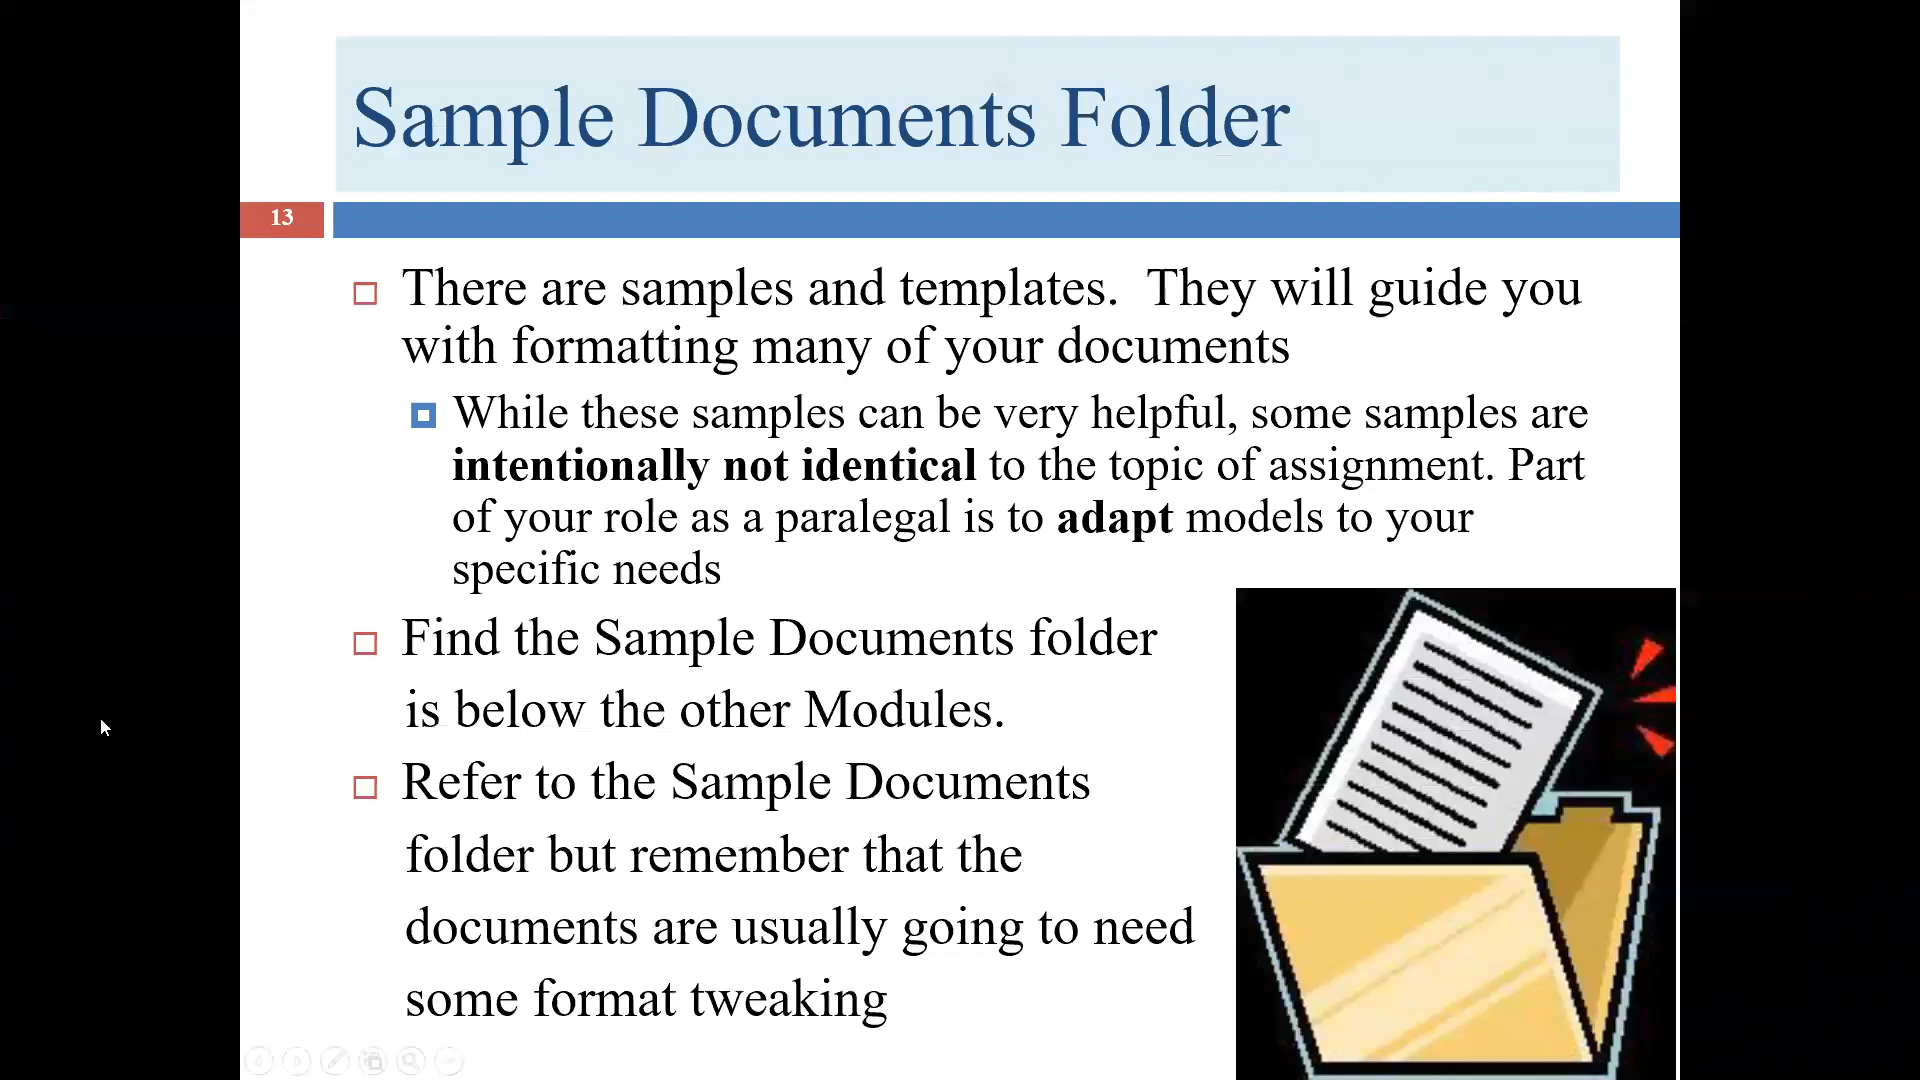 Sample Documents Folder
13
There are samples and templates.  They will guide you
with formatting many of your documents
While these samples can be very helpful, some samples are
intentionally not identical to the topic of assignment. Part
of your role as a paralegal is to adapt models to your
specific needs
Find the Sample Documents folder
is below the other Modules.
Refer to the Sample Documents
folder but remember that the
documents are usually going to need
some format tweaking